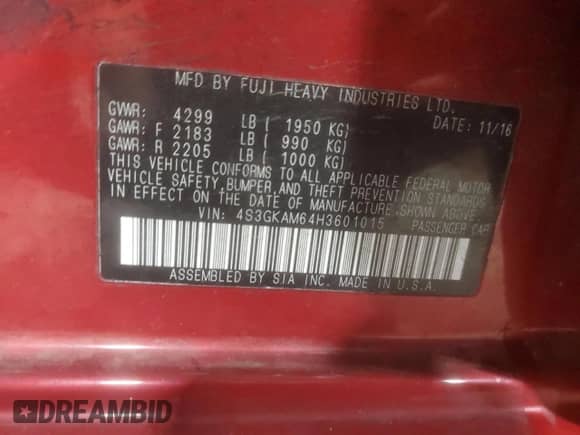 MFD BY FUJI HEAVY INDUSTRIES LTD.
GVWR: 4299 LB ( 1950 KG) DATE: 11/16
GAWR: F 2183 LB ( 990 KG)
GAWR: R 2205 LB ( 1000 KG)
THIS VEHICLE CONFORMS TO ALL APPLICABLE FEDERAL MOTOR
VEHICLE SAFETY, BUMPER, AND THEFT PREVENTION STANDARDS
IN EFFECT ON THE DATE OF MANUFACTURE SHOWN ABOVE.
VIN: 4S3GKAM64H3601015 PASSENGER CAR
ASSEMBLED BY SIA INC. MADE IN U.S.A.
DREAMBID